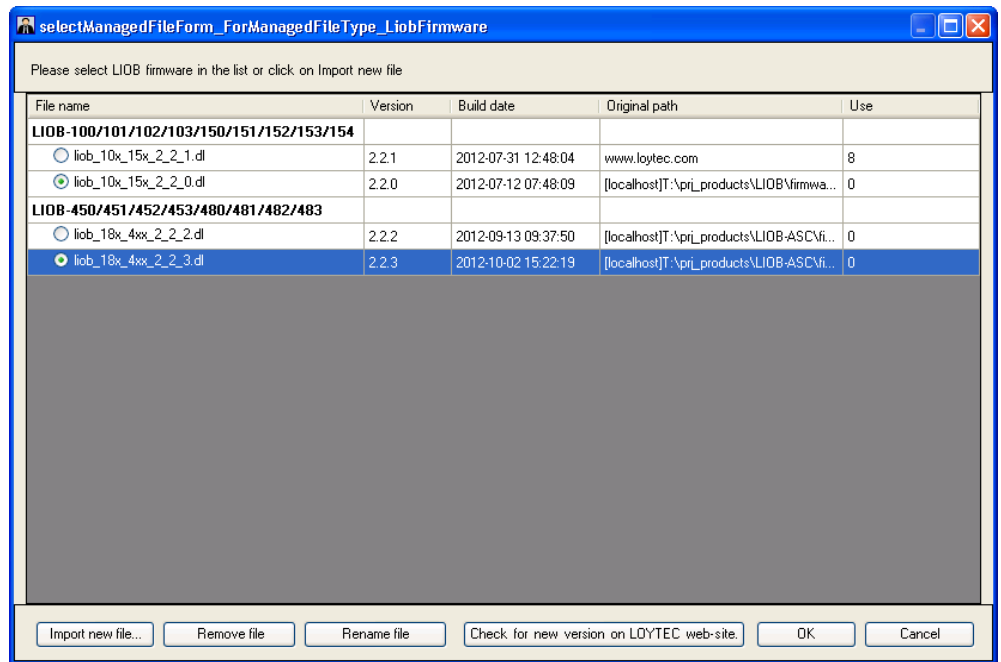 selectManagedFileForm_ForManagedFileType_LiobFirmware
Please select LIOB firmware in the list or click on Import new file
File name Version Build date Original path Use
LIOB-100/101/102/103/150/151/152/153/154
liob_10x_15x_2_2_1.dl 2.2.1 2012-07-31 12:48:04 www.loytec.com 8
liob_10x_15x_2_2_0.dl 2.2.0 2012-07-12 07:48:09 [localhost]T:\prj_products\LIOB\firmwa... 0
LIOB-450/451/452/453/480/481/482/483
liob_18x_4xx_2_2_2.dl 2.2.2 2012-09-13 09:37:50 [localhost]T:\prj_products\LIOB-ASC\fi... 0
liob_18x_4xx_2_2_3.dl 2.2.3 2012-10-02 15:22:19 [localhost]T:\prj_products\LIOB-ASC\fi... 0
Import new file... Remove file Rename file Check for new version on LOYTEC web-site. OK Cancel